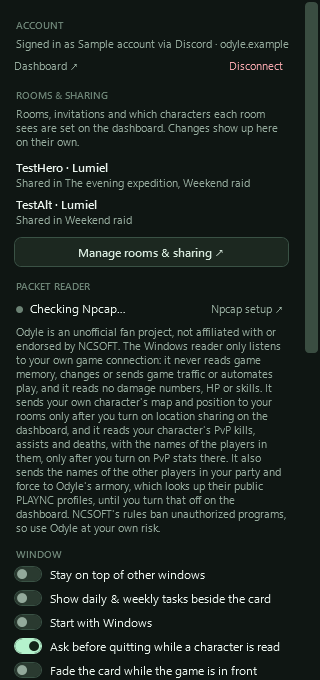 ACCOUNT
Signed in as Sample account via Discord · odyle.example
Dashboard ↗ Disconnect
ROOMS & SHARING
Rooms, invitations and which characters each room
sees are set on the dashboard. Changes show up here
on their own.
TestHero · Lumiel
Shared in The evening expedition, Weekend raid
TestAlt · Lumiel
Shared in Weekend raid
Manage rooms & sharing ↗
PACKET READER
Checking Npcap... Npcap setup ↗
Odyle is an unofficial fan project, not affiliated with or
endorsed by NCSOFT. The Windows reader only listens
to your own game connection: it never reads game
memory, changes or sends game traffic or automates
play, and it reads no damage numbers, HP or skills. It
sends your own character's map and position to your
rooms only after you turn on location sharing on the
dashboard, and it reads your character's PvP kills,
assists and deaths, with the names of the players in
them, only after you turn on PvP stats there. It also
sends the names of the other players in your party and
force to Odyle's armory, which looks up their public
PLAYNC profiles, until you turn that off on the
dashboard. NCSOFT's rules ban unauthorized programs,
so use Odyle at your own risk.
WINDOW
Stay on top of other windows
Show daily & weekly tasks beside the card
Start with Windows
Ask before quitting while a character is read
Fade the card while the game is in front